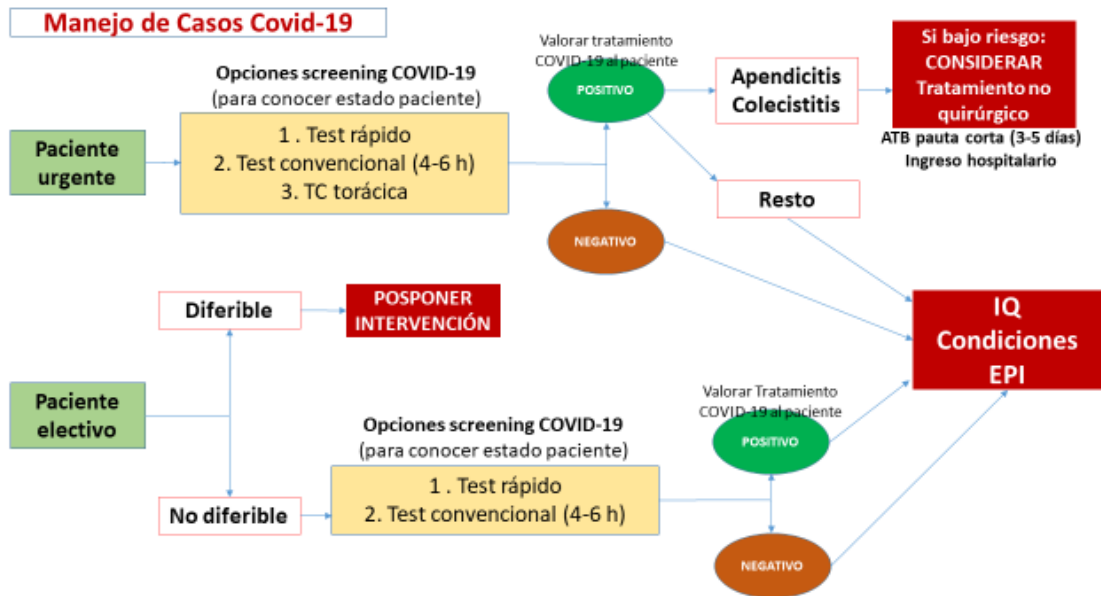 Manejo de Casos Covid-19
Opciones screening COVID-19
(para conocer estado paciente)
Paciente
urgente
1 . Test rápido
2. Test convencional (4-6 h)
3. TC torácica
Valorar tratamiento
COVID-19 al paciente
POSITIVO
NEGATIVO
Apendicitis
Colecistitis
Si bajo riesgo:
CONSIDERAR
Tratamiento no
quirúrgico
ATB pauta corta (3-5 días)
Ingreso hospitalario
Resto
Diferible
POSPONER
INTERVENCIÓN
IQ
Condiciones
EPI
Paciente
electivo
No diferible
Opciones screening COVID-19
(para conocer estado paciente)
1 . Test rápido
2. Test convencional (4-6 h)
Valorar Tratamiento
COVID-19 al paciente
POSITIVO
NEGATIVO